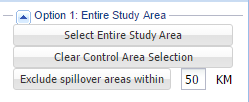 Option 1: Entire Study Area
Select Entire Study Area
Clear Control Area Selection
Exclude spillover areas within 50 KM